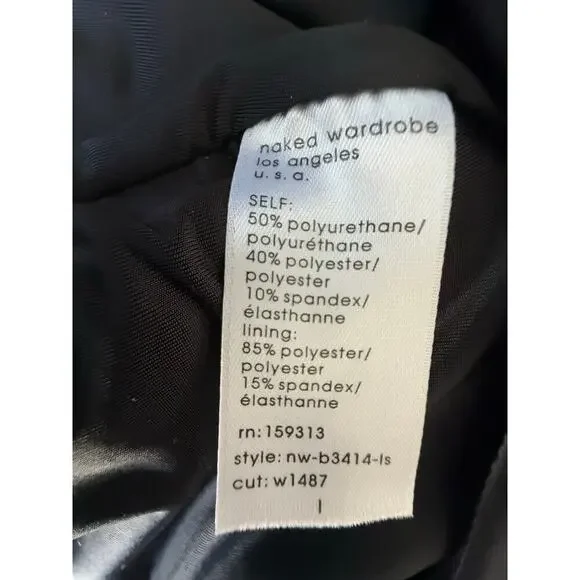 naked wardrobe
los angeles
u. s. a.
SELF:
50% polyurethane/
polyuréthane
40% polyester/
polyester
10% spandex/
élasthanne
lining:
85% polyester/
polyester
15% spandex/
élasthanne
rn: 159313
style: nw-b3414-ls
cut: w1487
l